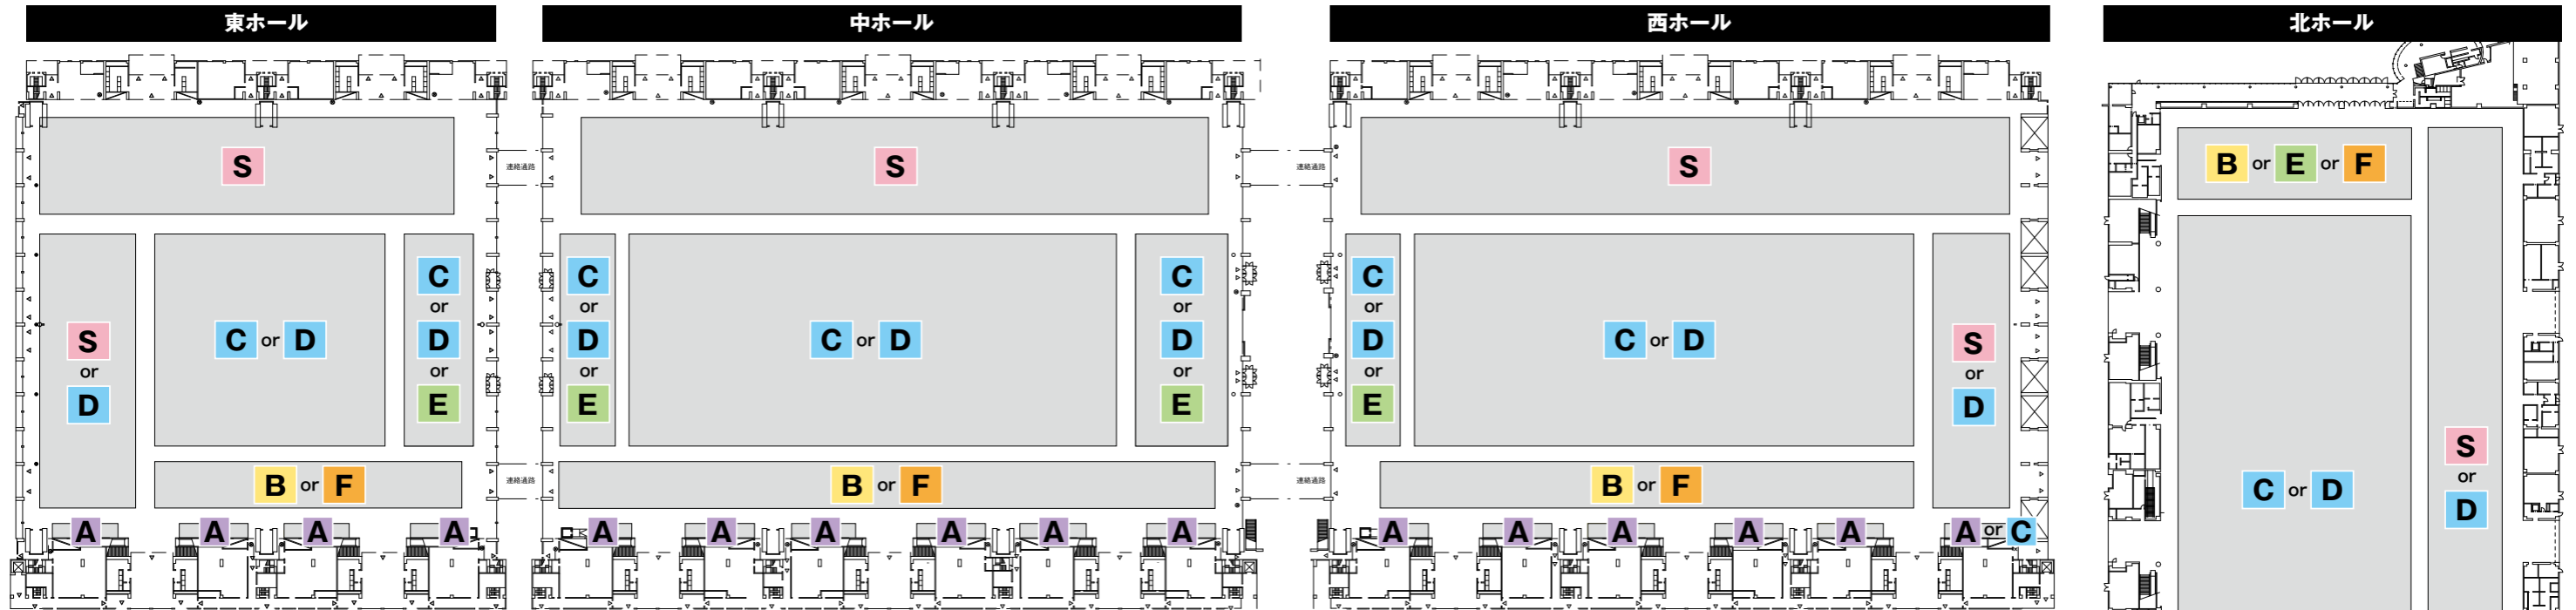 東ホール
中ホール
西ホール
北ホール
S
連絡通路
S
連絡通路
S
B or E or F
S
or
D
C or D
C
or
D
or
E
C
or
D
or
E
C or D
C
or
D
or
E
C
or
D
or
E
C or D
S
or
D
C or D
S
or
D
B or F
連絡通路
B or F
連絡通路
B or F
A A A A
A A A A A A
A A A A A A or C